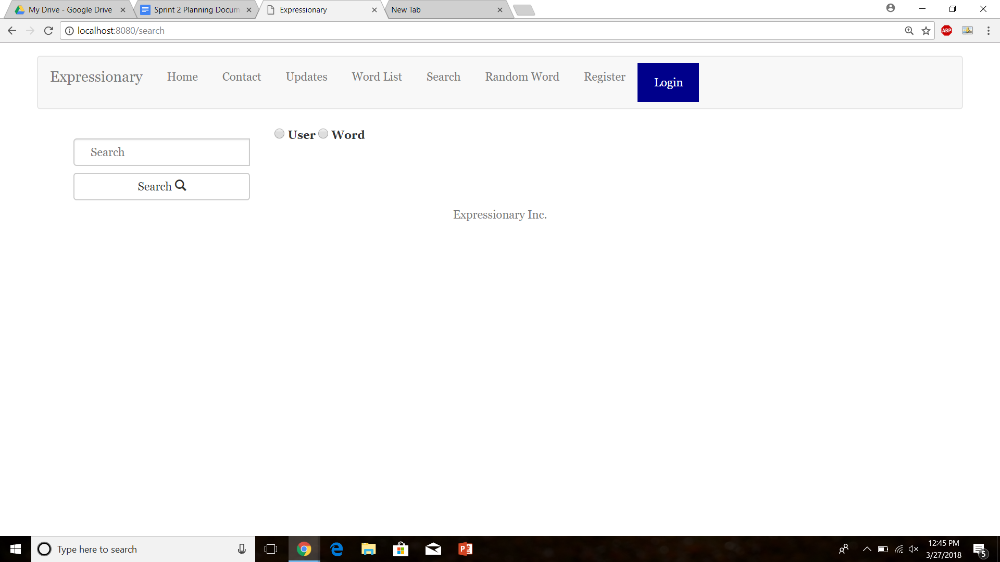 My Drive - Google Drive
Sprint 2 Planning Docum
Expressionary
New Tab
localhost:8080/search
ABP
Expressionary Home Contact Updates Word List Search Random Word Register Login
User Word
Search
Search
Expressionary Inc.
Type here to search
12:45 PM
3/27/2018
5